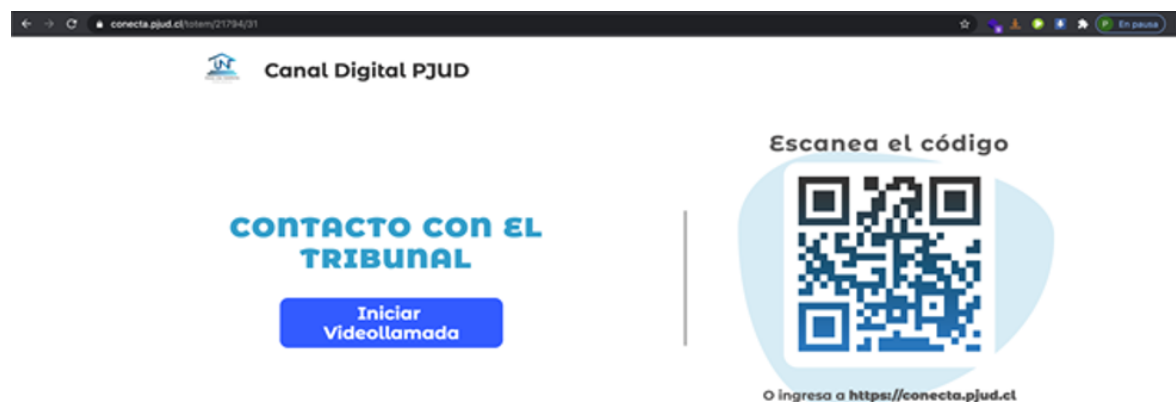 conecta.pjud.cl/totem/21794/31
En pausa
Canal Digital PJUD
Escanea el código
CONTACTO CON EL
TRIBUNAL
Iniciar
Videollamada
O ingresa a https://conecta.pjud.cl